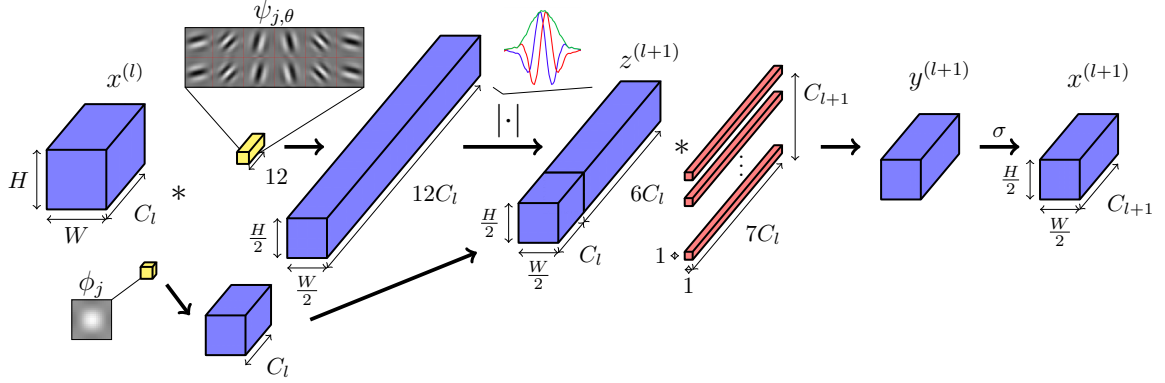 ψ_{j,θ}
x^{(l)}
z^{(l+1)}
y^{(l+1)}
x^{(l+1)}
H
W
C_l
*
12
H/2
W/2
12C_l
|·|
H/2
W/2
C_l
6C_l
*
C_{l+1}
⋮
7C_l
1
1
σ
H/2
W/2
C_{l+1}
ϕ_j
C_l